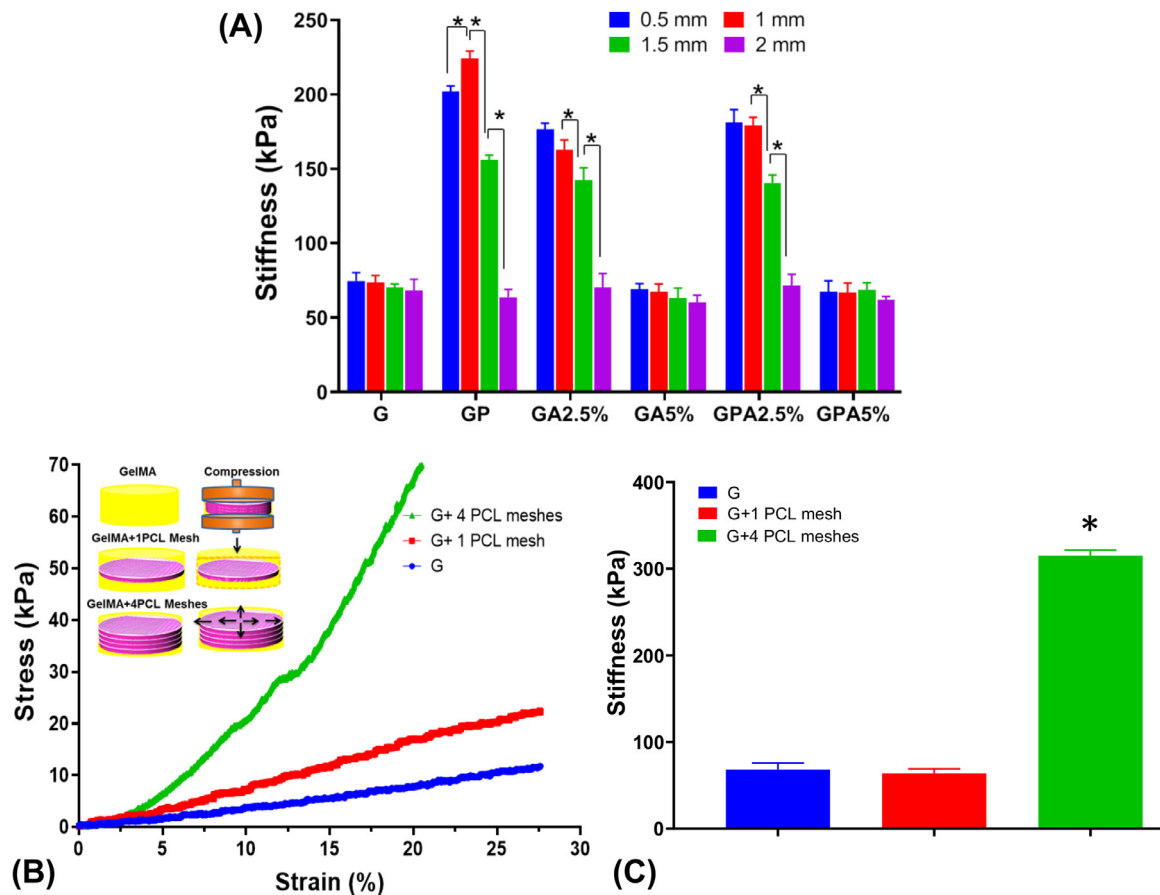 (A)
0.5 mm 1 mm
1.5 mm 2 mm
Stiffness (kPa)
250
200
150
100
50
0
* *
*
*
*
*
*
G GP GA2.5% GA5% GPA2.5% GPA5%
(B)
Stress (kPa)
70
60
50
40
30
20
10
0
GelMA Compression
GelMA+1PCL Mesh
GelMA+4PCL Meshes
G+ 4 PCL meshes
G+ 1 PCL mesh
G
0 5 10 15 20 25 30
Strain (%)
(C)
Stiffness (kPa)
400
300
200
100
0
G
G+1 PCL mesh
G+4 PCL meshes
*